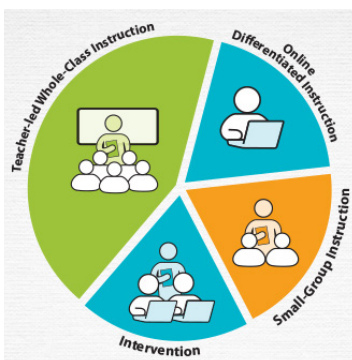 Teacher-led Whole-Class Instruction
Online
Differentiated Instruction
Small-Group Instruction
Intervention